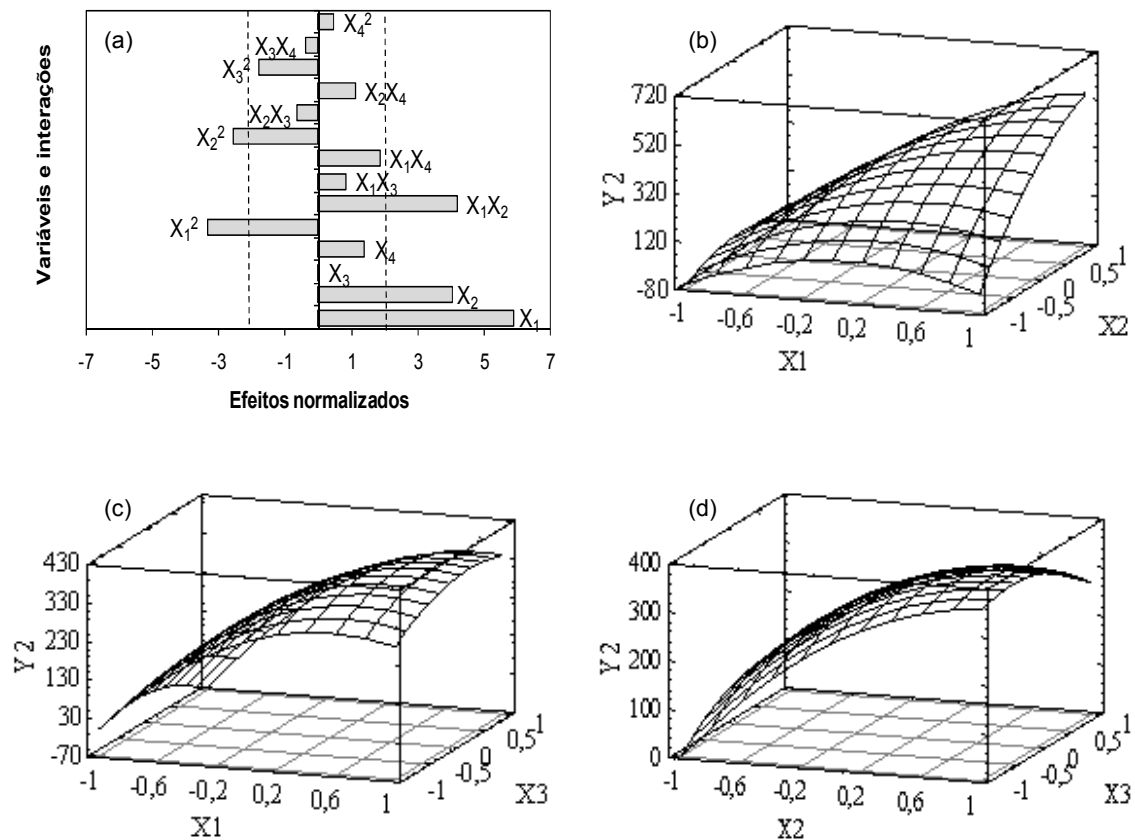 (a)
Variáveis e interações
X₄²
X₃X₄
X₃²
X₂X₄
X₂X₃
X₂²
X₁X₄
X₁X₃
X₁X₂
X₁²
X₄
X₃
X₂
X₁
-7 -5 -3 -1 1 3 5 7
Efeitos normalizados
(b)
Y 2
720
520
320
120
-80
-1 -0,6 -0,2 0,2 0,6 1
X1
-1 -0,5 0 0,5 1
X2
(c)
Y 2
430
330
230
130
30
-70
-1 -0,6 -0,2 0,2 0,6 1
X1
-1 -0,5 0 0,5 1
X3
(d)
Y 2
400
300
200
100
0
-1 -0,6 -0,2 0,2 0,6 1
X2
-1 -0,5 0 0,5 1
X3